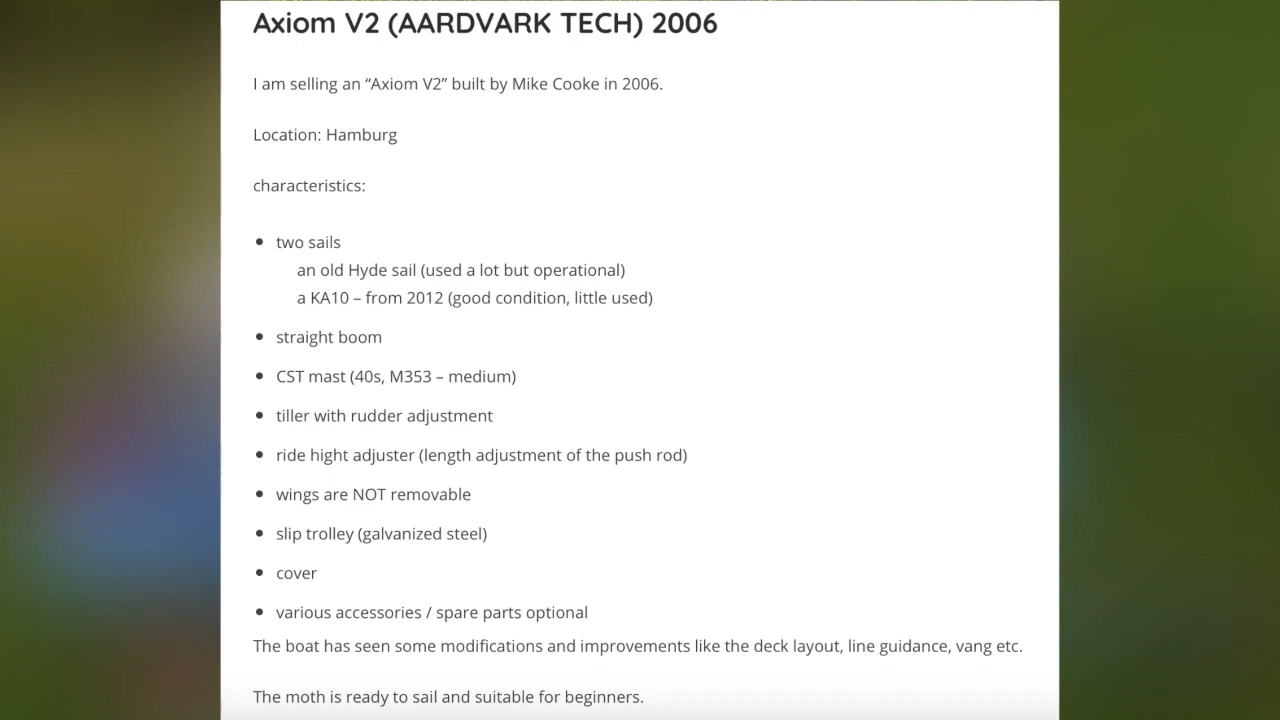 Axiom V2 (AARDVARK TECH) 2006
I am selling an “Axiom V2” built by Mike Cooke in 2006.
Location: Hamburg
characteristics:
• two sails
an old Hyde sail (used a lot but operational)
a KA10 – from 2012 (good condition, little used)
• straight boom
• CST mast (40s, M353 – medium)
• tiller with rudder adjustment
• ride hight adjuster (length adjustment of the push rod)
• wings are NOT removable
• slip trolley (galvanized steel)
• cover
• various accessories / spare parts optional
The boat has seen some modifications and improvements like the deck layout, line guidance, vang etc.
The moth is ready to sail and suitable for beginners.